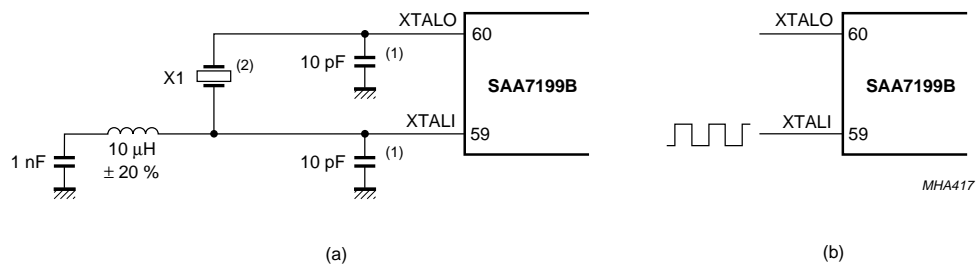 XTALO
60
XTALO
60
10 pF
(1)
X1
(2)
SAA7199B
SAA7199B
XTALI
59
XTALI
59
1 nF
10 µH
± 20 %
10 pF
(1)
MHA417
(a)
(b)